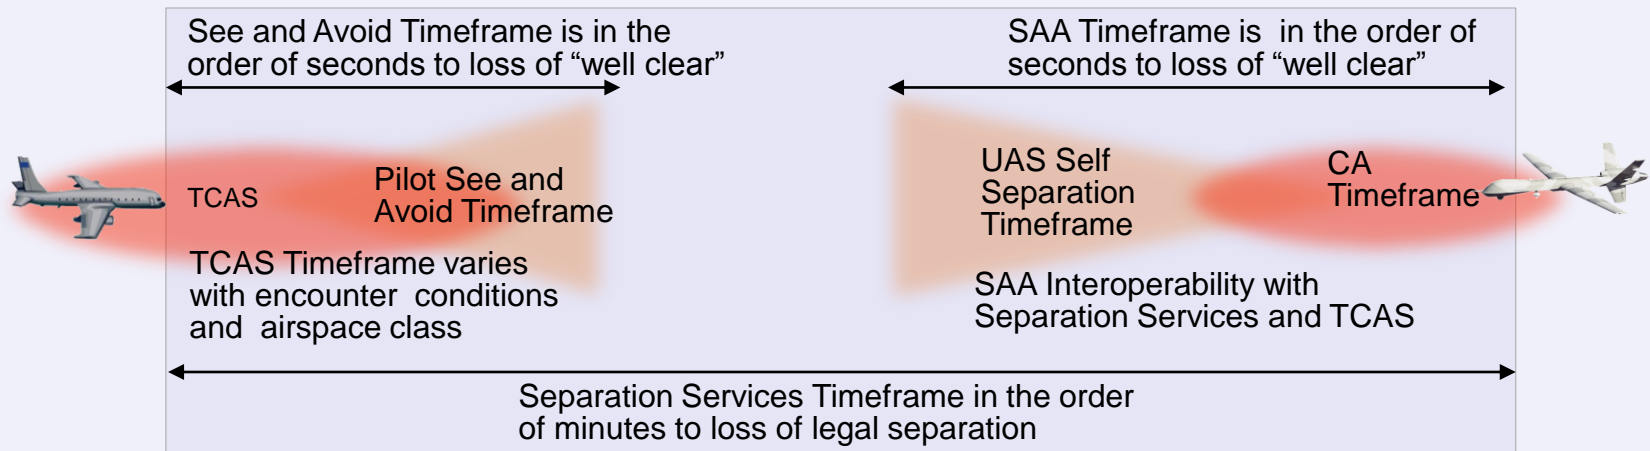 See and Avoid Timeframe is in the
order of seconds to loss of “well clear”
SAA Timeframe is in the order of
seconds to loss of “well clear”
TCAS
Pilot See and
Avoid Timeframe
UAS Self
Separation
Timeframe
CA
Timeframe
TCAS Timeframe varies
with encounter conditions
and airspace class
SAA Interoperability with
Separation Services and TCAS
Separation Services Timeframe in the order
of minutes to loss of legal separation